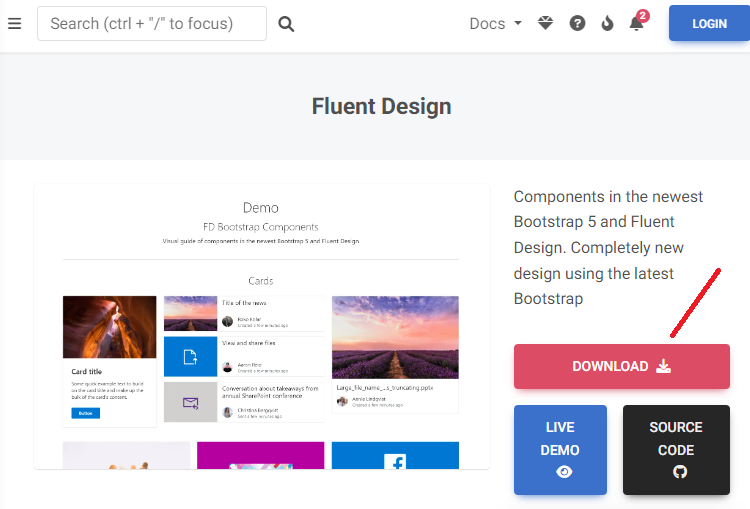 Search (ctrl + "/" to focus)
Docs
2
LOGIN
Fluent Design
Demo
FD Bootstrap Components
Visual guide of components in the newest Bootstrap 5 and Fluent Design
Cards
Card title
Some quick example text to build
on the card title and make up the
bulk of the card's content.
Button
Title of the news
Robo Kolar
Created a few minutes ago
View and share files
Aaron Reid
Created a few minutes ago
Conversation about takeaways from
annual SharePoint conference
Christina Bergqvist
Sent a few minutes ago
Large_file_name_...s_truncating.pptx
Annie Lindqvist
Created a few minutes ago
Components in the newest
Bootstrap 5 and Fluent
Design. Completely new
design using the latest
Bootstrap
DOWNLOAD
LIVE
DEMO
SOURCE
CODE